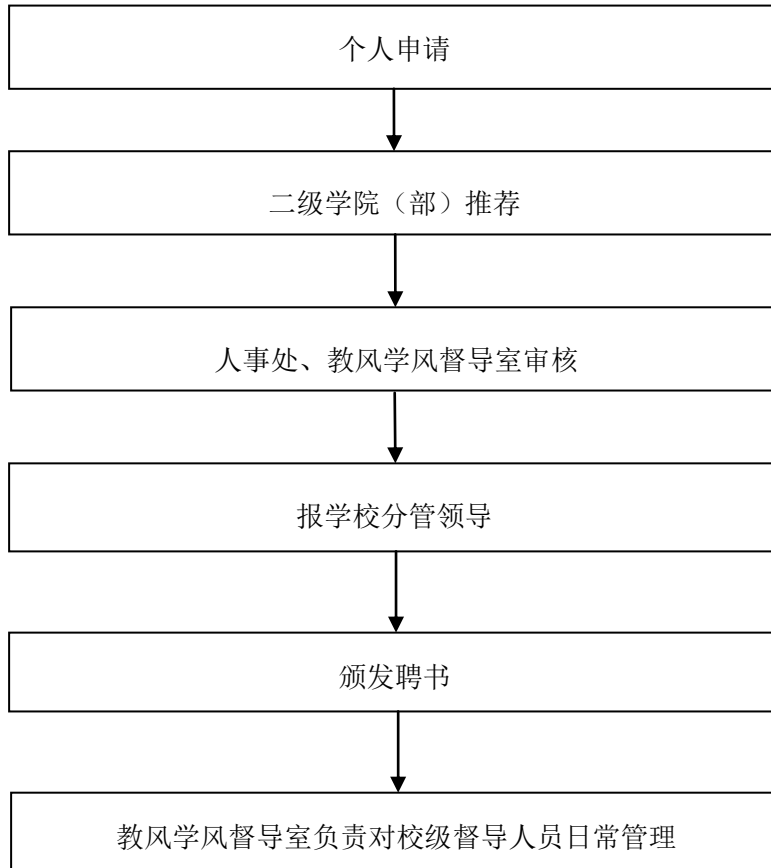 个人申请
二级学院（部）推荐
人事处、教风学风督导室审核
报学校分管领导
颁发聘书
教风学风督导室负责对校级督导人员日常管理